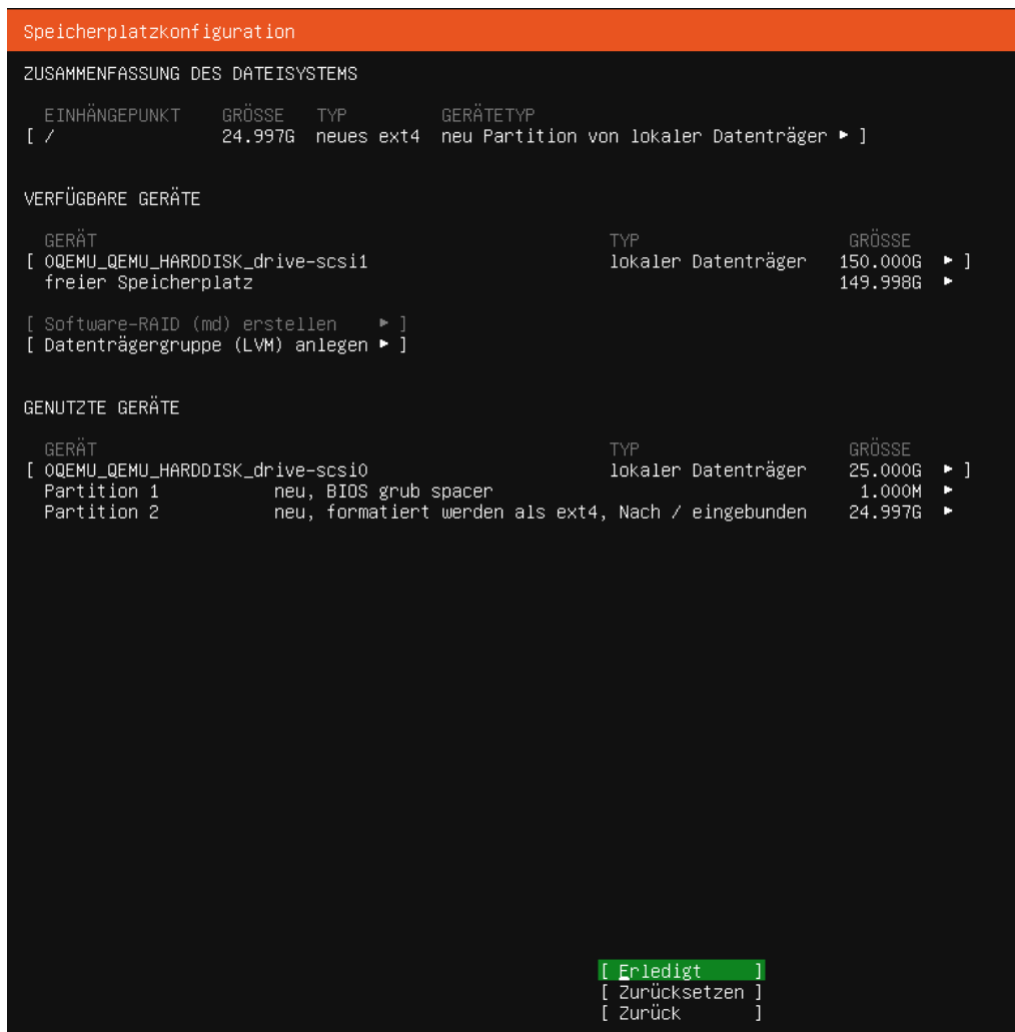 Speicherplatzkonfiguration
ZUSAMMENFASSUNG DES DATEISYSTEMS
EINHÄNGEPUNKT GRÖSSE TYP GERÄTETYP
[ / 24.997G neues ext4 neu Partition von lokaler Datenträger ▸ ]
VERFÜGBARE GERÄTE
GERÄT TYP GRÖSSE
[ 0QEMU_QEMU_HARDDISK_drive-scsi1 lokaler Datenträger 150.000G ▸ ]
freier Speicherplatz 149.998G ▸
[ Software-RAID (md) erstellen ▸ ]
[ Datenträgergruppe (LVM) anlegen ▸ ]
GENUTZTE GERÄTE
GERÄT TYP GRÖSSE
[ 0QEMU_QEMU_HARDDISK_drive-scsi0 lokaler Datenträger 25.000G ▸ ]
Partition 1 neu, BIOS grub spacer 1.000M ▸
Partition 2 neu, formatiert werden als ext4, Nach / eingebunden 24.997G ▸
[ Erledigt ]
[ Zurücksetzen ]
[ Zurück ]